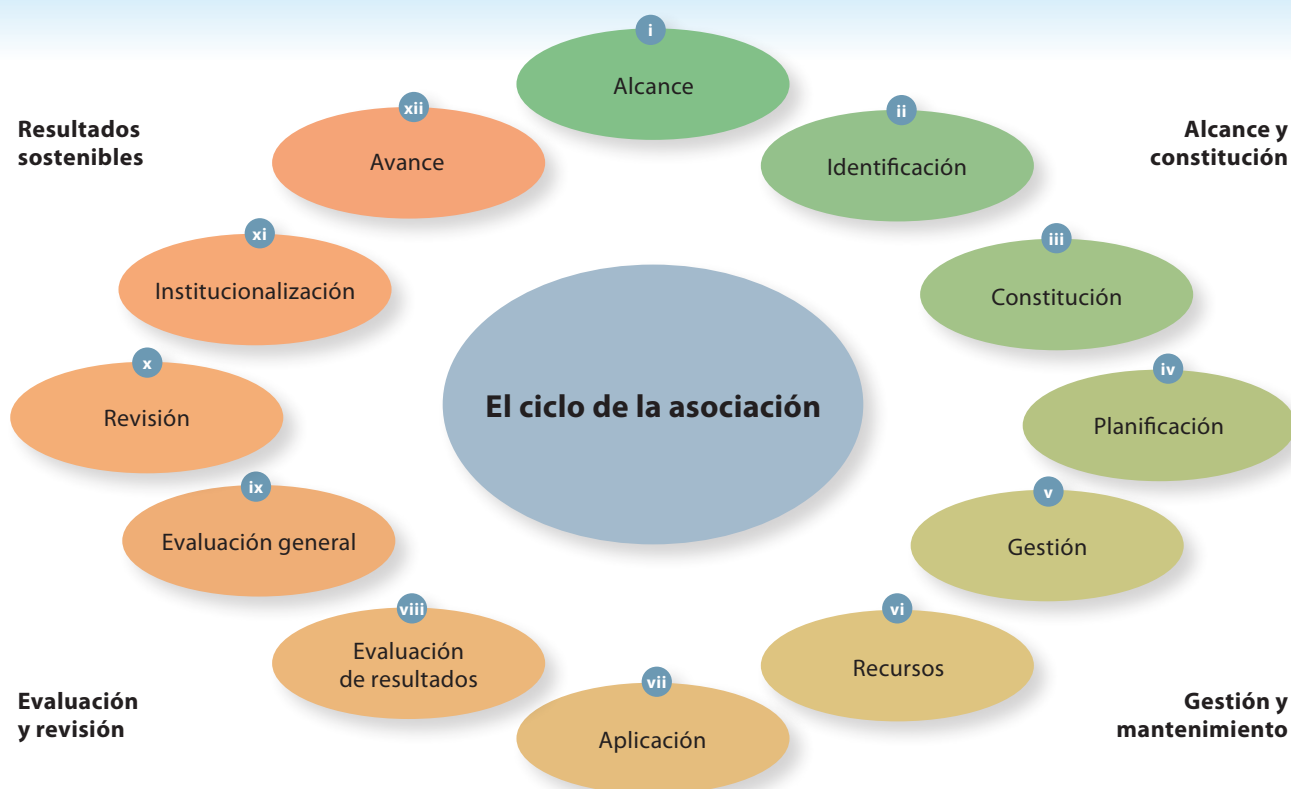 i
Alcance
ii
Identificación
Alcance y
constitución
iii
Constitución
iv
Planificación
v
Gestión
vi
Recursos
Gestión y
mantenimiento
vii
Aplicación
viii
Evaluación
de resultados
ix
Evaluación general
Evaluación
y revisión
x
Revisión
xi
Institucionalización
xii
Avance
Resultados
sostenibles
El ciclo de la asociación